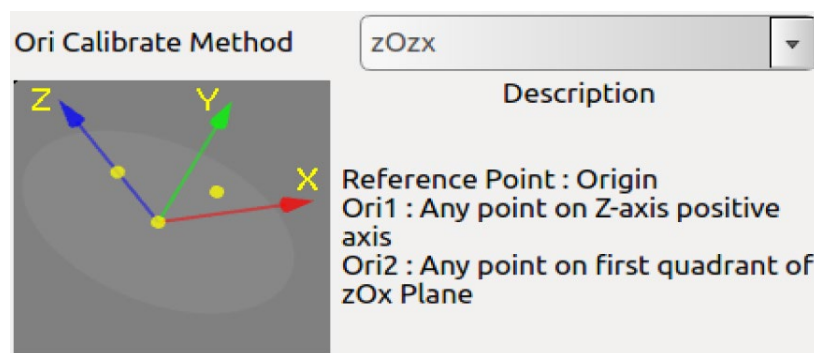 Ori Calibrate Method
zOzx
Z
Y
X
Description
Reference Point : Origin
Ori1 : Any point on Z-axis positive
axis
Ori2 : Any point on first quadrant of
zOx Plane